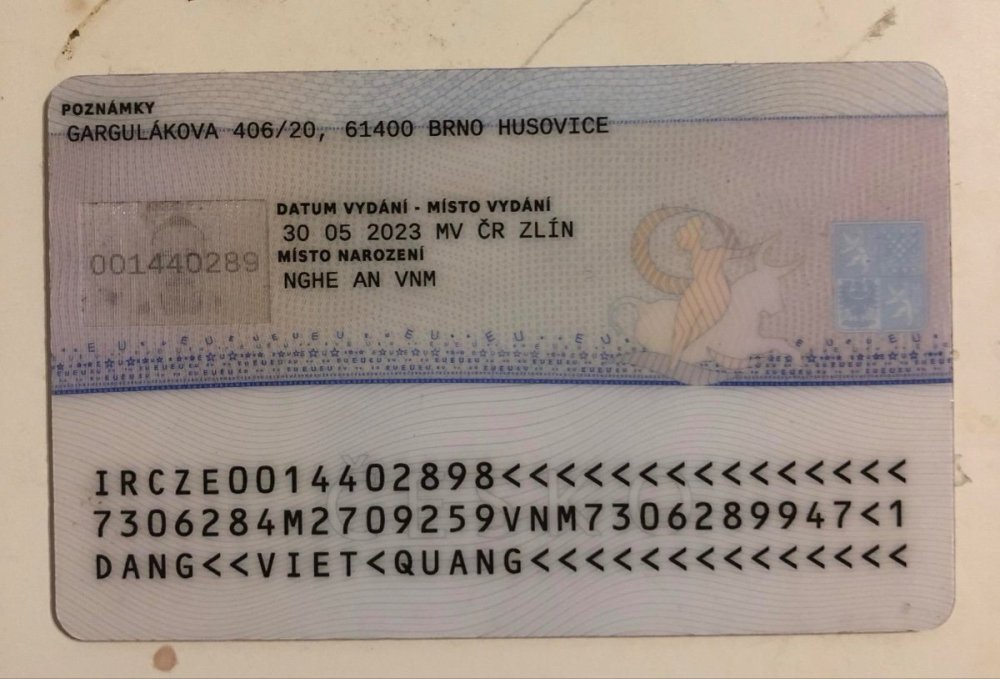 POZNÁMKY
GARGULÁKOVA 406/20, 61400 BRNO HUSOVICE
DATUM VYDÁNÍ - MÍSTO VYDÁNÍ
30 05 2023 MV ČR ZLÍN
MÍSTO NAROZENÍ
001440289
NGHE AN VNM
ČESKO
IRCZE0014402898<<<<<<<<<<<<<<<
7306284M2709259VNM7306289947<1
DANG<<VIET<QUANG<<<<<<<<<<<<<<